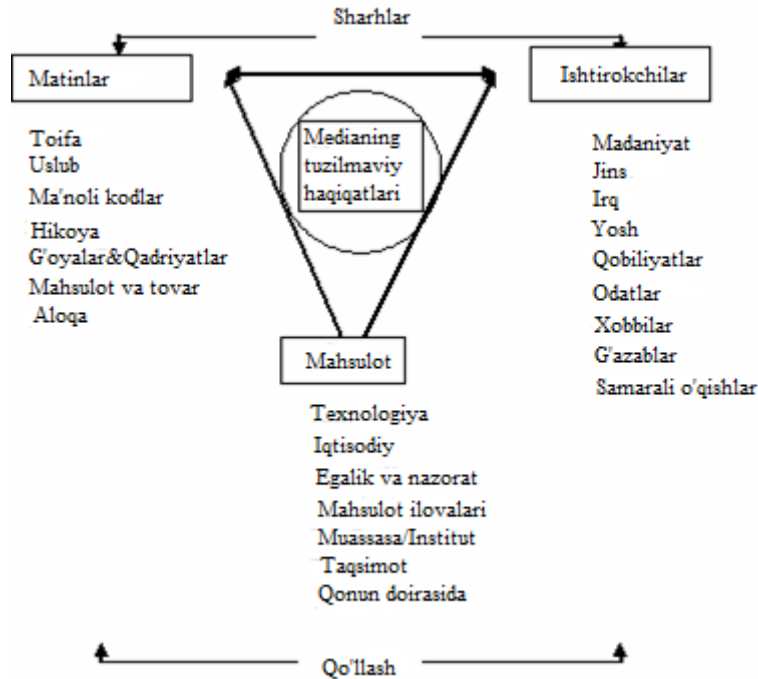 Sharhlar
Matinlar
Toifa
Uslub
Ma'noli kodlar
Hikoya
G'oyalar&Qadriyatlar
Mahsulot va tovar
Aloqa
Medianing
tuzilmaviy
haqiqatlari
Ishtirokchilar
Madaniyat
Jins
Irq
Yosh
Qobiliyatlar
Odatlar
Xobbilar
G'azablar
Samarali o'qishlar
Mahsulot
Texnologiya
Iqtisodiy
Egalik va nazorat
Mahsulot ilovalari
Muassasa/Institut
Taqsimot
Qonun doirasida
Qo'llash